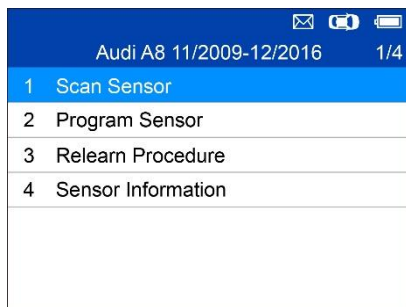 Audi A8 11/2009-12/2016 1/4
1 Scan Sensor
2 Program Sensor
3 Relearn Procedure
4 Sensor Information